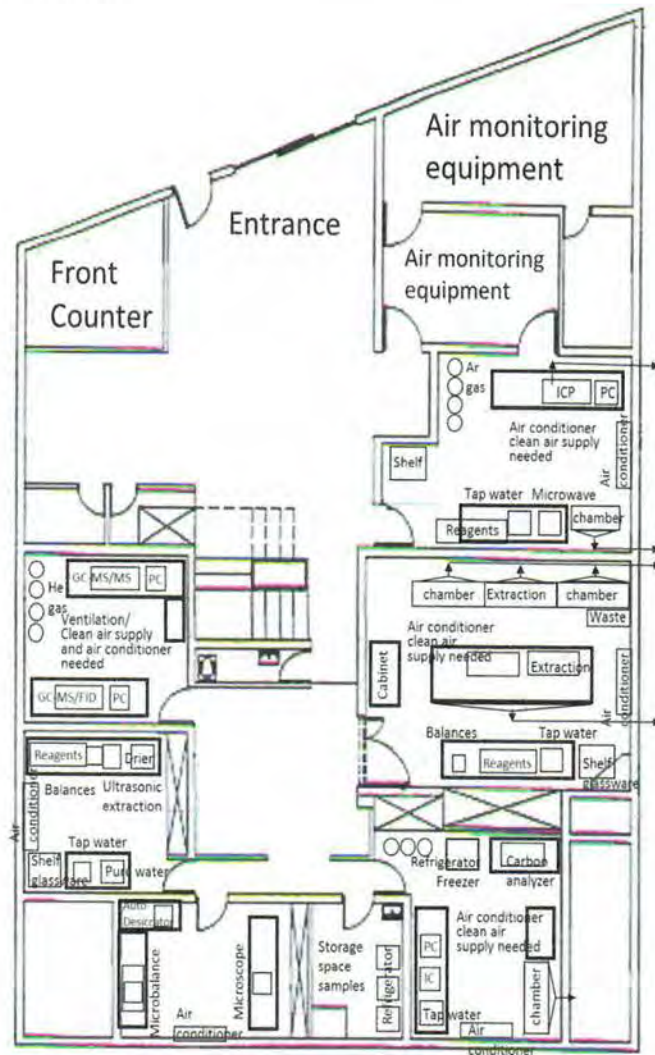 Air monitoring
equipment
Entrance
Front
Counter
Air monitoring
equipment
Ar
gas
ICP
PC
Air conditioner
clean air supply
needed
Air
conditioner
Shelf
Tap water
Microwave
Reagents
chamber
GC-MS/MS
PC
He
gas
Ventilation/
Clean air supply
and air conditioner
needed
GC-MS/FID
PC
chamber
Extraction
chamber
Waste
Air conditioner
clean air
supply needed
Extraction
Cabinet
Air
conditioner
Balances
Tap water
Reagents
Shelf
glassware
Reagents
Drier
Balances
Ultrasonic
extraction
Air
conditioner
Tap water
Shelf
glassware
Pure water
Refrigerator
Freezer
Carbon
analyzer
Auto
Desiccator
Microbalance
Microscope
Air
conditioner
Storage
space
samples
Refrigerator
Air conditioner
clean air
supply needed
PC
IC
Tap water
chamber
Air
conditioner